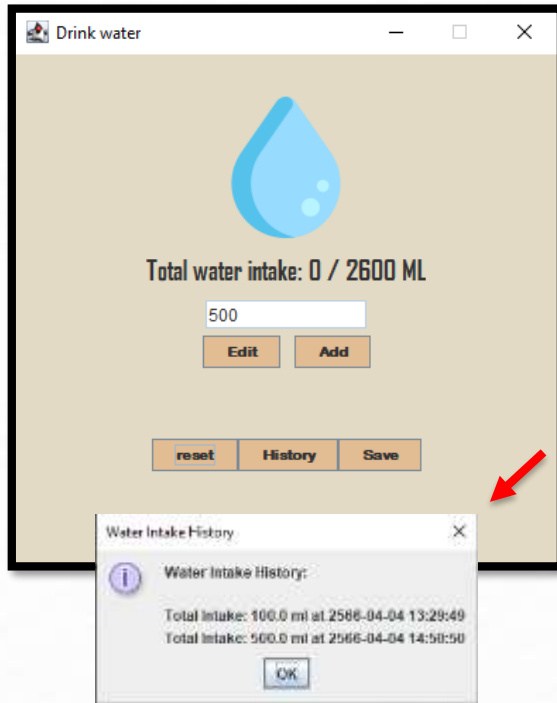 Drink water
Total water intake: 0 / 2600 ML
500
Edit Add
reset History Save
Water Intake History
Water Intake History:
Total Intake: 100.0 ml at 2566-04-04 13:29:49
Total Intake: 500.0 ml at 2566-04-04 14:50:50
OK